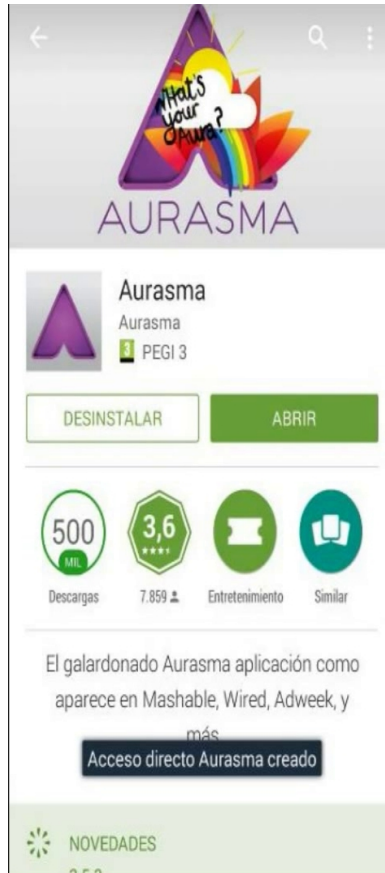 What's
your
Aura?
AURASMA
Aurasma
Aurasma
3 PEGI 3
DESINSTALAR
ABRIR
500
MIL
3,6
Descargas
7.859
Entretenimiento
Similar
El galardonado Aurasma aplicación como
aparece en Mashable, Wired, Adweek, y
más
Acceso directo Aurasma creado
NOVEDADES